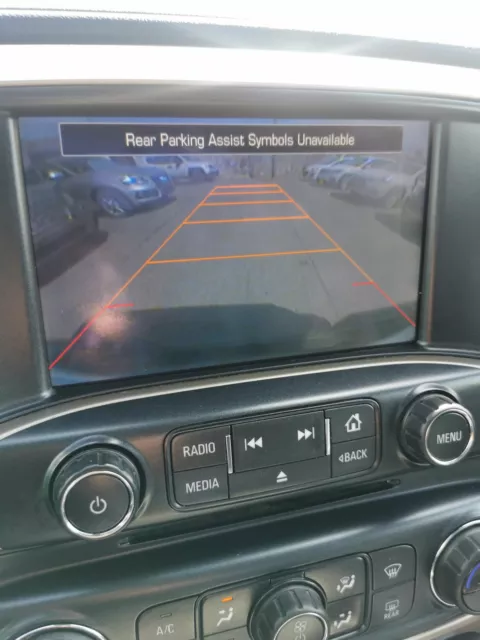 Rear Parking Assist Symbols Unavailable
RADIO
MEDIA
BACK
MENU
A/C
REAR